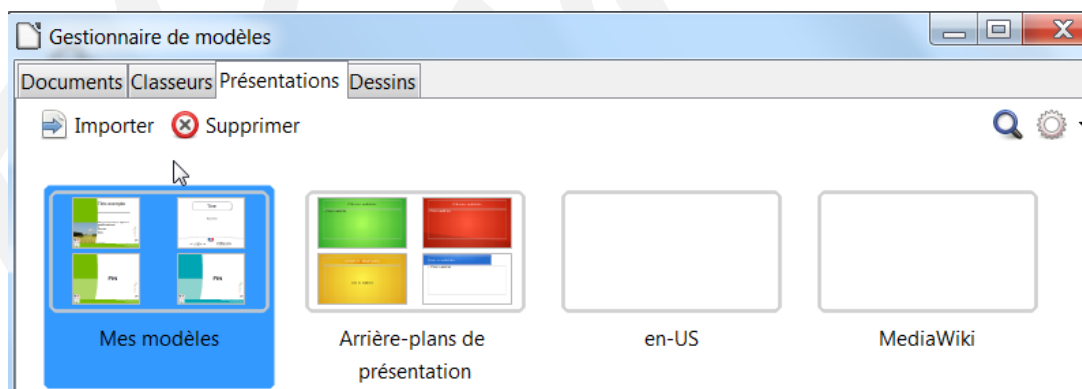 Gestionnaire de modèles
Documents Classeurs Présentations Dessins
Importer Supprimer
Mes modèles
Arrière-plans de
présentation
en-US
MediaWiki